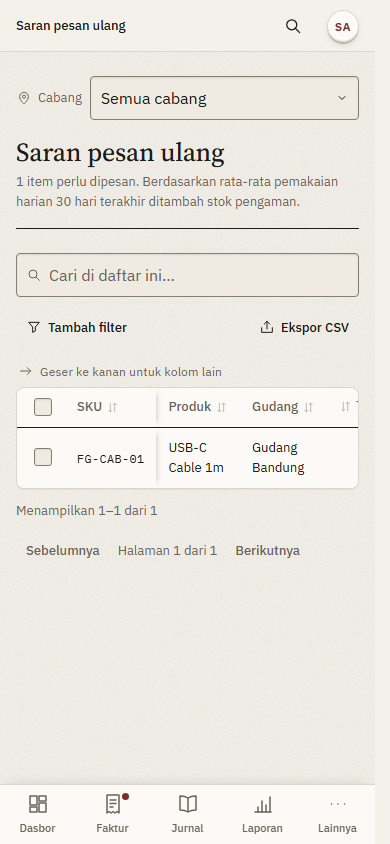 Saran pesan ulang
SA
Cabang
Semua cabang
Saran pesan ulang
1 item perlu dipesan. Berdasarkan rata-rata pemakaian
harian 30 hari terakhir ditambah stok pengaman.
Cari di daftar ini...
Tambah filter
Ekspor CSV
Geser ke kanan untuk kolom lain
SKU Produk Gudang
FG-CAB-01
USB-C
Cable 1m
Gudang
Bandung
Menampilkan 1–1 dari 1
Sebelumnya Halaman 1 dari 1 Berikutnya
Dasbor Faktur Jurnal Laporan Lainnya